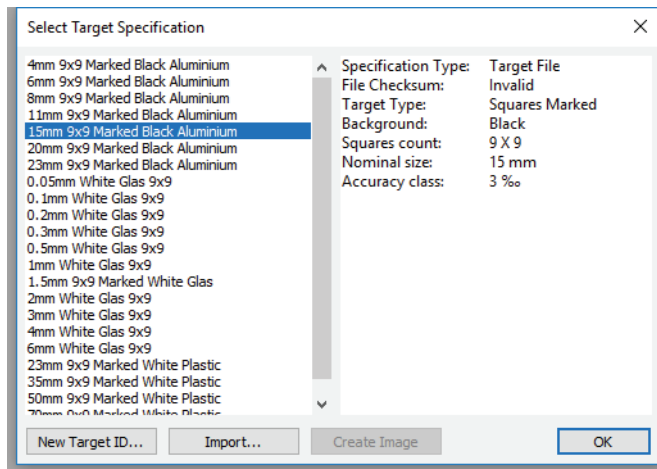 Select Target Specification
4mm 9x9 Marked Black Aluminium
6mm 9x9 Marked Black Aluminium
8mm 9x9 Marked Black Aluminium
11mm 9x9 Marked Black Aluminium
15mm 9x9 Marked Black Aluminium
20mm 9x9 Marked Black Aluminium
23mm 9x9 Marked Black Aluminium
0.05mm White Glas 9x9
0.1mm White Glas 9x9
0.2mm White Glas 9x9
0.3mm White Glas 9x9
0.5mm White Glas 9x9
1mm White Glas 9x9
1.5mm 9x9 Marked White Glas
2mm White Glas 9x9
3mm White Glas 9x9
4mm White Glas 9x9
6mm White Glas 9x9
23mm 9x9 Marked White Plastic
35mm 9x9 Marked White Plastic
50mm 9x9 Marked White Plastic
70mm 9x9 Marked White Plastic
Specification Type: Target File
File Checksum: Invalid
Target Type: Squares Marked
Background: Black
Squares count: 9 X 9
Nominal size: 15 mm
Accuracy class: 3 ‰
New Target ID... Import... Create Image OK